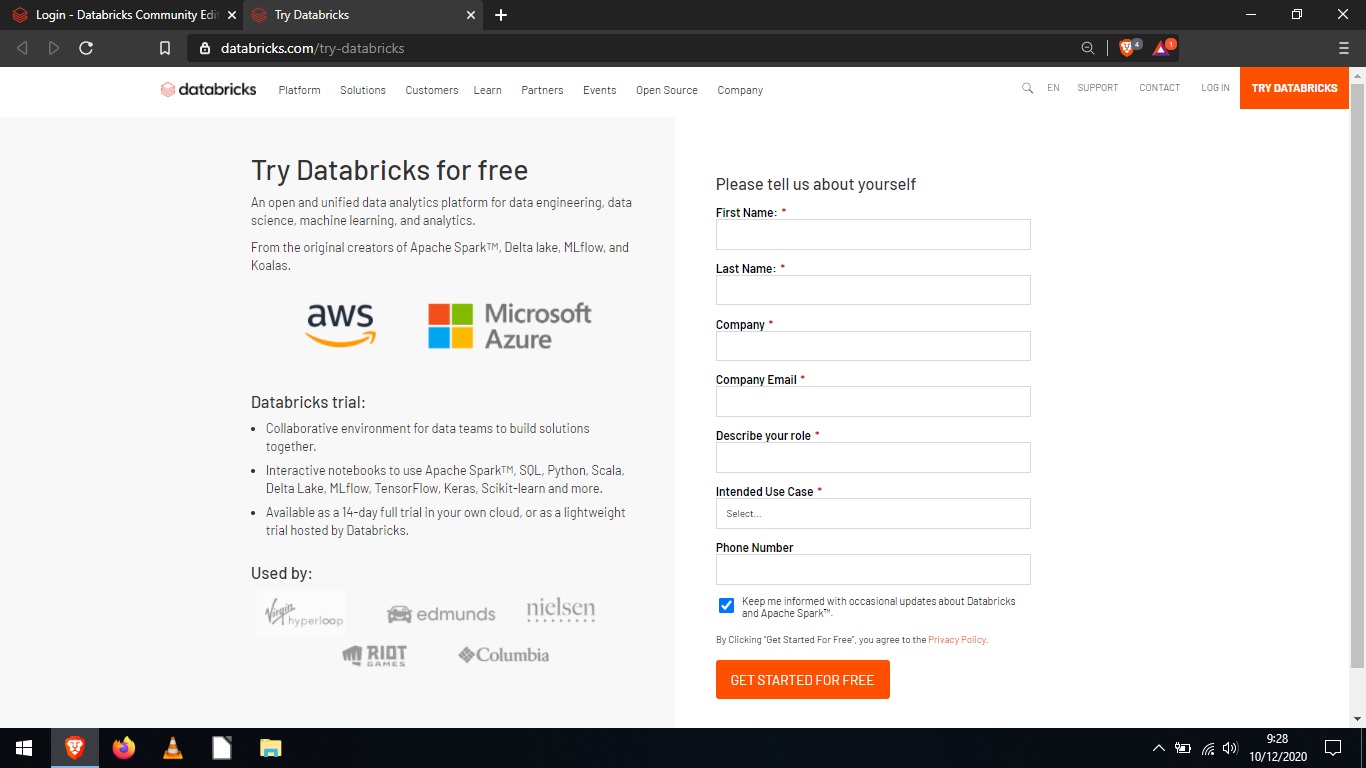 Login - Databricks Community Edi
Try Databricks
databricks.com/try-databricks
4
1
databricks
Platform
Solutions
Customers
Learn
Partners
Events
Open Source
Company
EN
SUPPORT
CONTACT
LOG IN
TRY DATABRICKS
Try Databricks for free
An open and unified data analytics platform for data engineering, data
science, machine learning, and analytics.
From the original creators of Apache Spark™, Delta lake, MLflow, and
Koalas.
aws
Microsoft
Azure
Databricks trial:
Collaborative environment for data teams to build solutions
together.
Interactive notebooks to use Apache Spark™, SQL, Python, Scala,
Delta Lake, MLflow, TensorFlow, Keras, Scikit-learn and more.
Available as a 14-day full trial in your own cloud, or as a lightweight
trial hosted by Databricks.
Used by:
Virgin
hyperloop
edmunds
nielsen
RIOT
GAMES
Columbia
Please tell us about yourself
First Name: *
Last Name: *
Company *
Company Email *
Describe your role *
Intended Use Case *
Select...
Phone Number
Keep me informed with occasional updates about Databricks
and Apache Spark™.
By Clicking "Get Started For Free", you agree to the Privacy Policy.
GET STARTED FOR FREE
9:28
10/12/2020